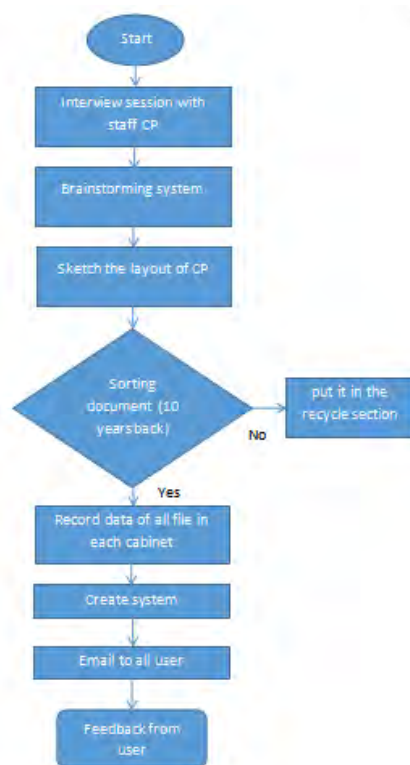 Start
Interview session with
staff CP
Brainstorming system
Sketch the layout of CP
Sorting
document (10
years back)
put it in the
recycle section
No
Yes
Record data of all file in
each cabinet
Create system
Email to all user
Feedback from
user